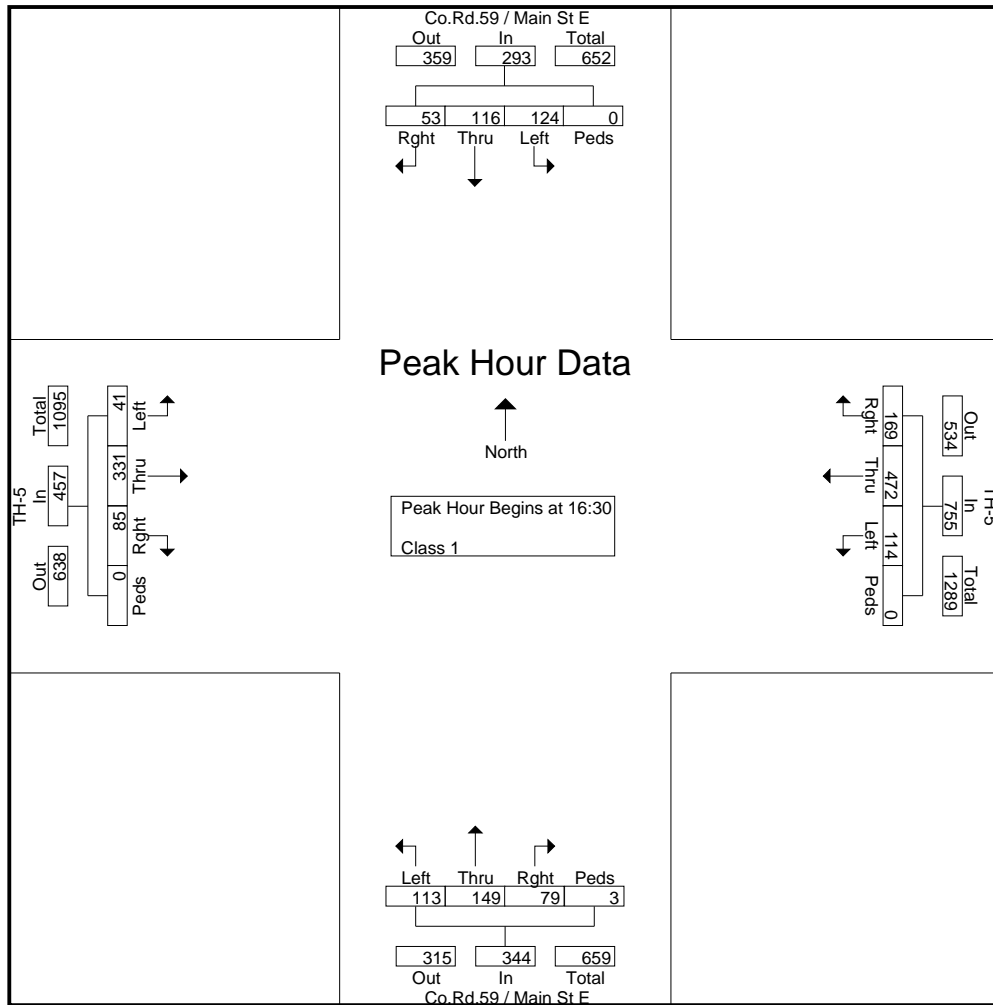 Co.Rd.59 / Main St E
Out In Total
359 293 652
53 116 124 0
Rght Thru Left Peds
Peak Hour Data
North
Peak Hour Begins at 16:30
Class 1
TH-5
Total In Out
1095 457 638
41 331 85 0
Left Thru Rght Peds
Rght Thru Left Peds
169 472 114 0
Out In Total
534 755 1289
TH-5
Left Thru Rght Peds
113 149 79 3
315 344 659
Out In Total
Co.Rd.59 / Main St E